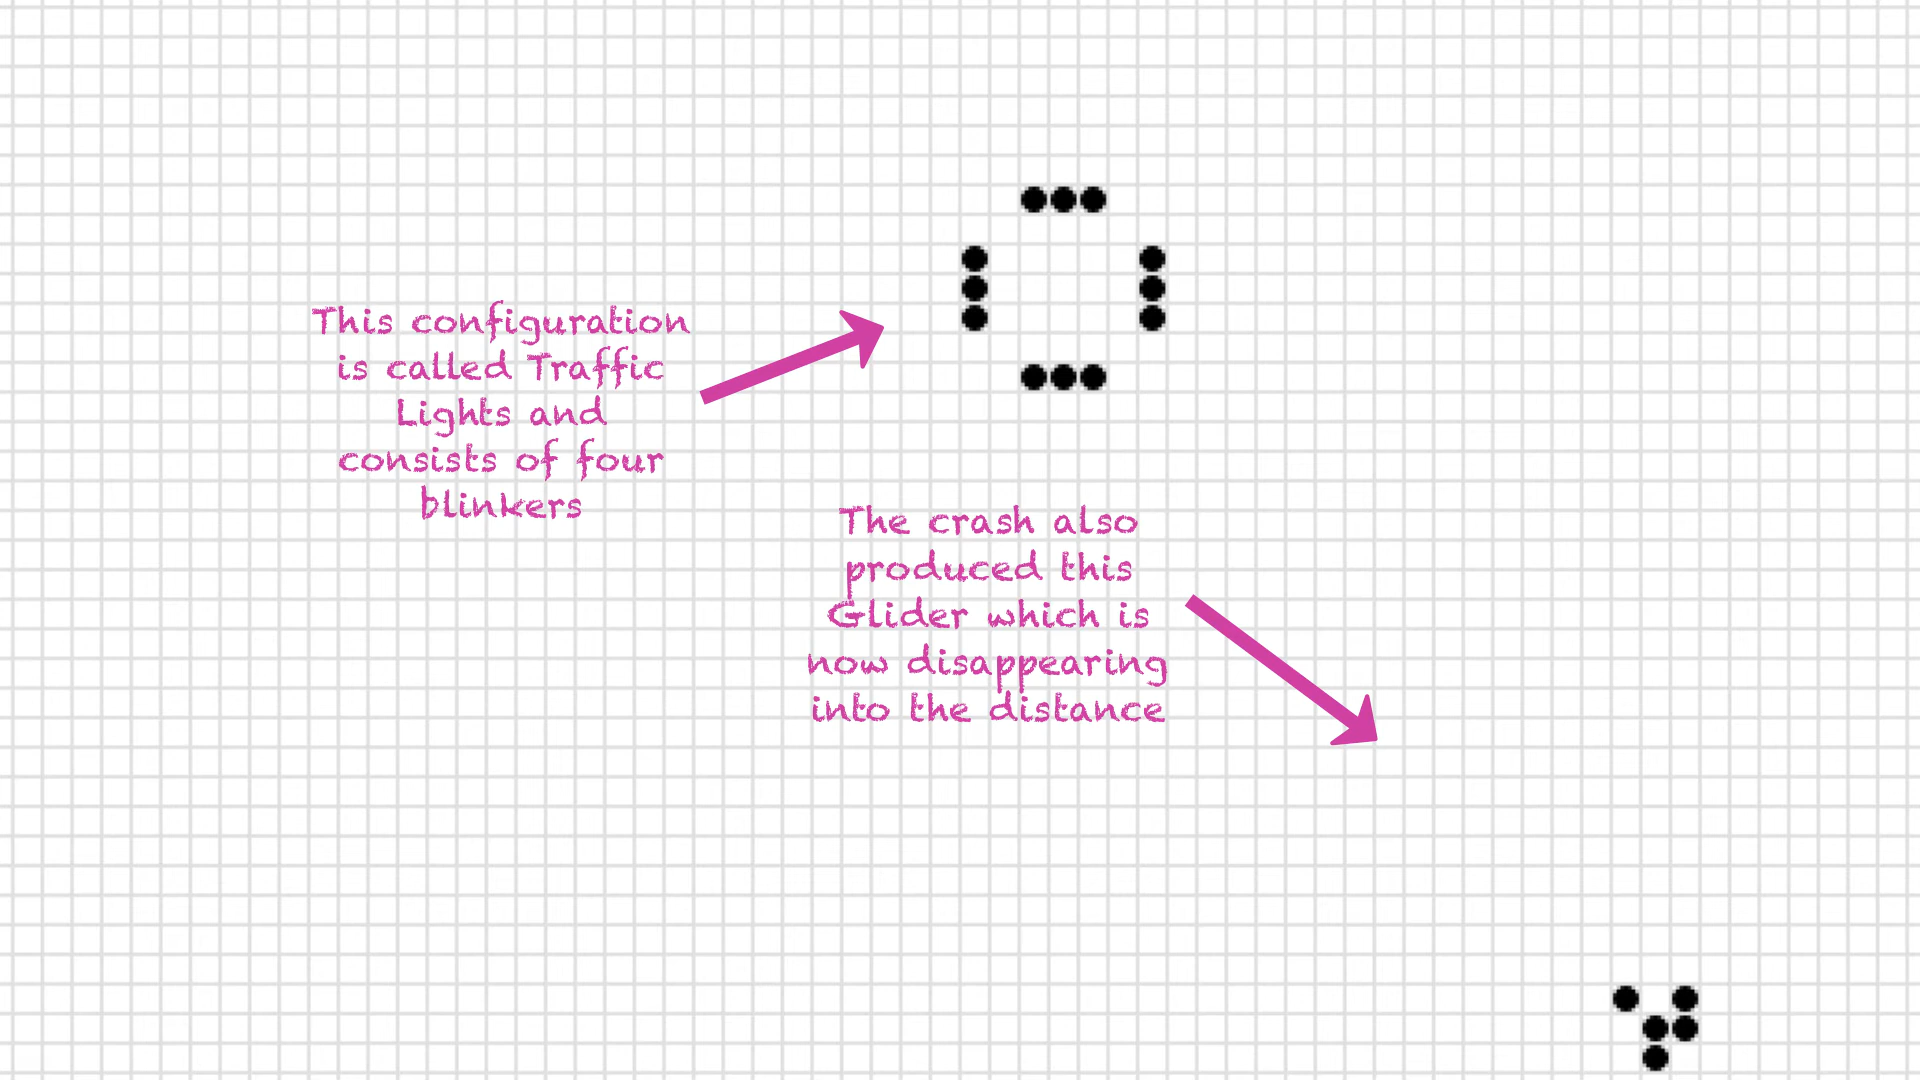 This configuration
is called Traffic
Lights and
consists of four
blinkers
The crash also
produced this
Glider which is
now disappearing
into the distance